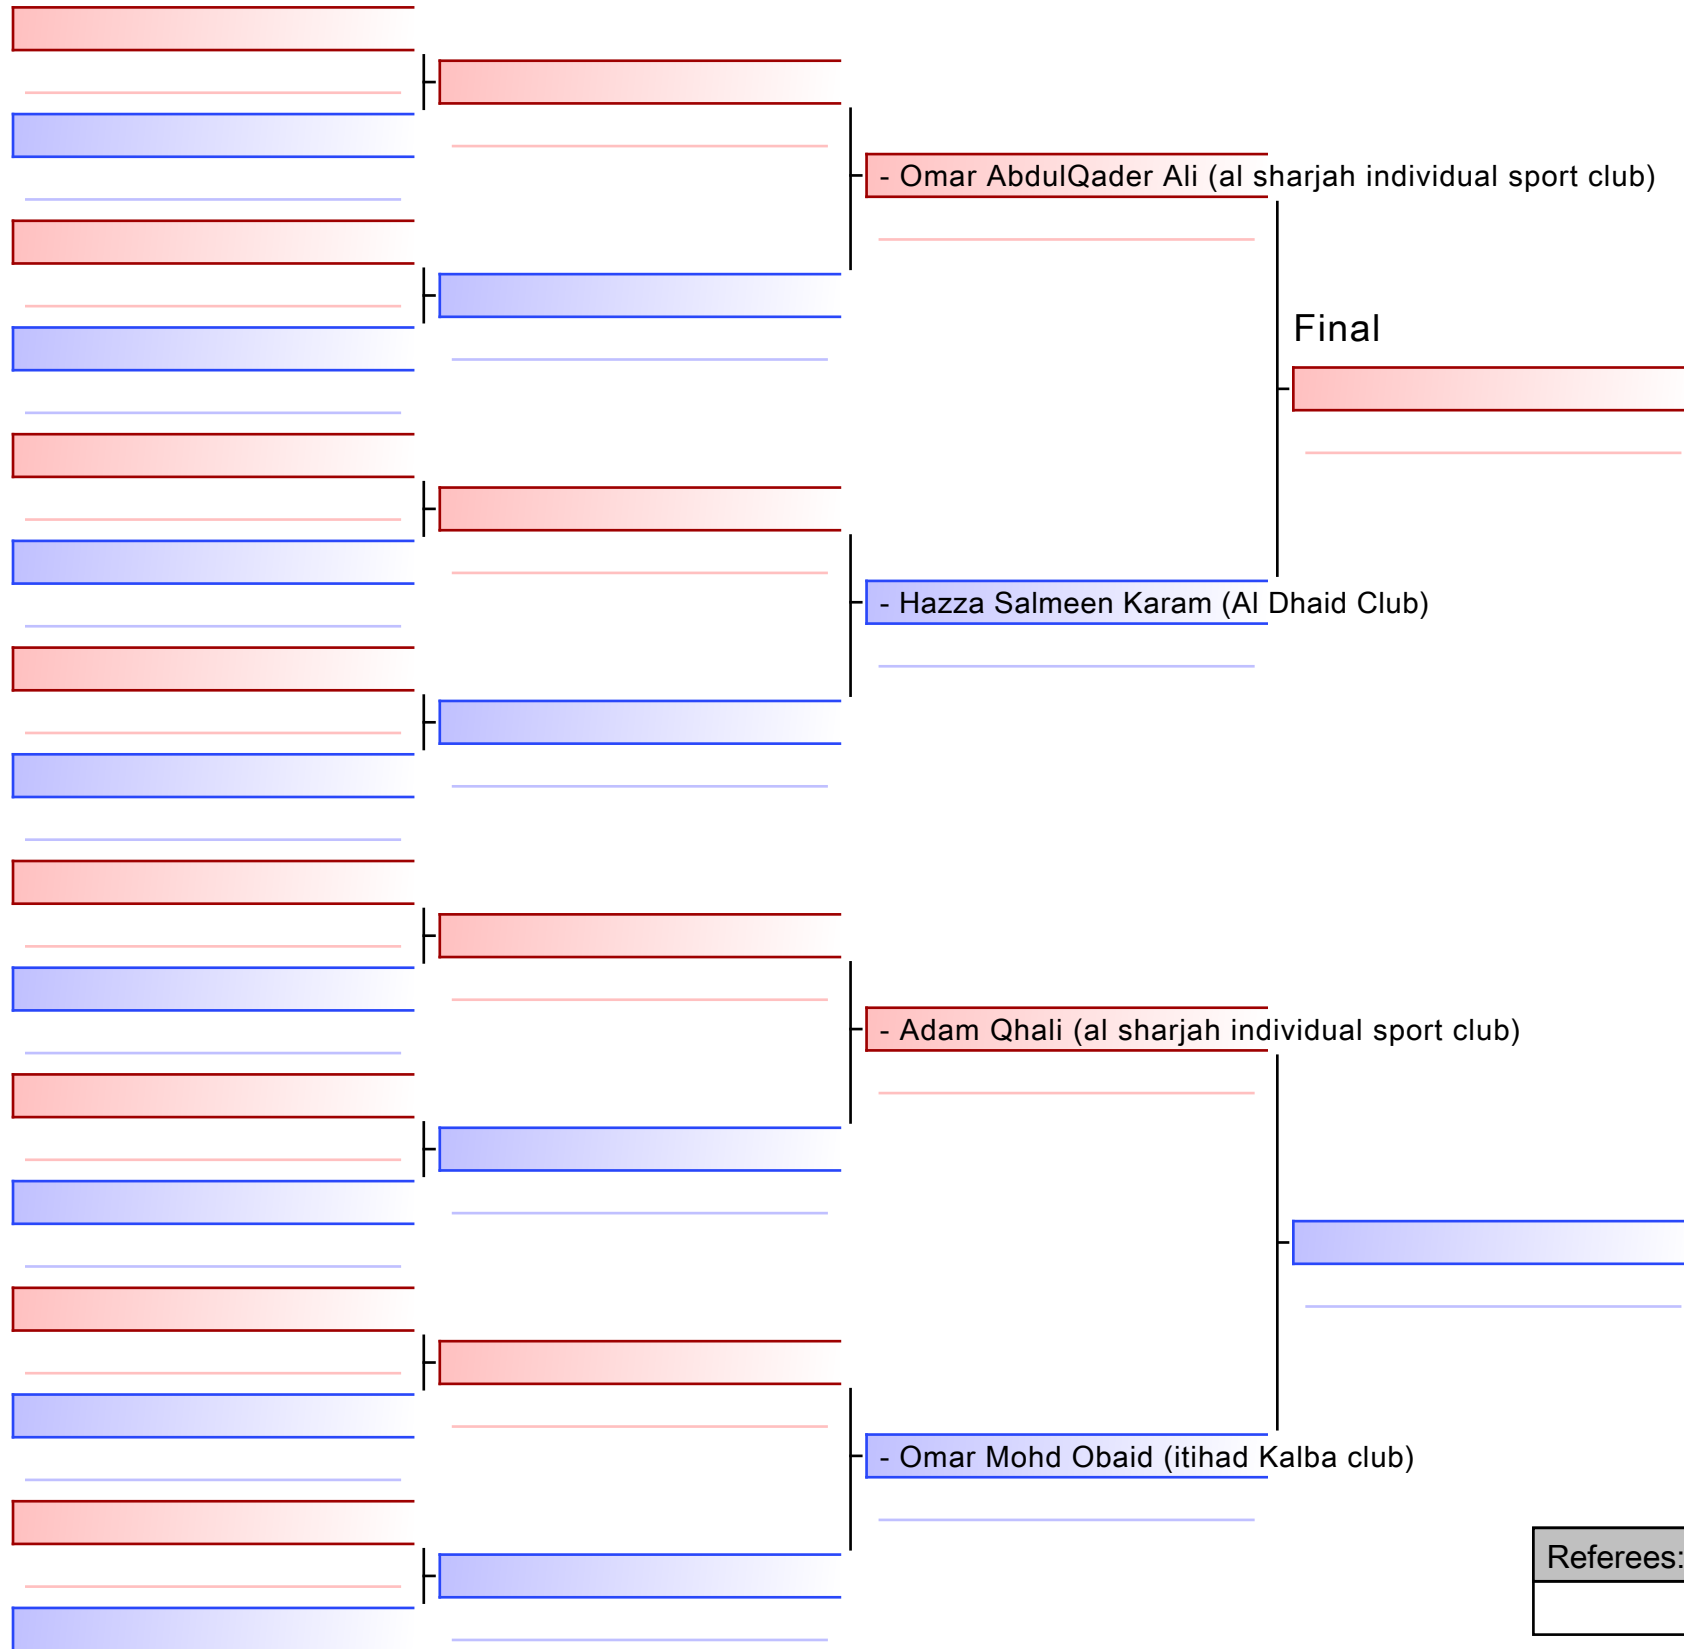 - Omar AbdulQader Ali (al sharjah individual sport club)
Final
- Hazza Salmeen Karam (Al Dhaid Club)
- Adam Qhali (al sharjah individual sport club)
- Omar Mohd Obaid (itihad Kalba club)
Referees: